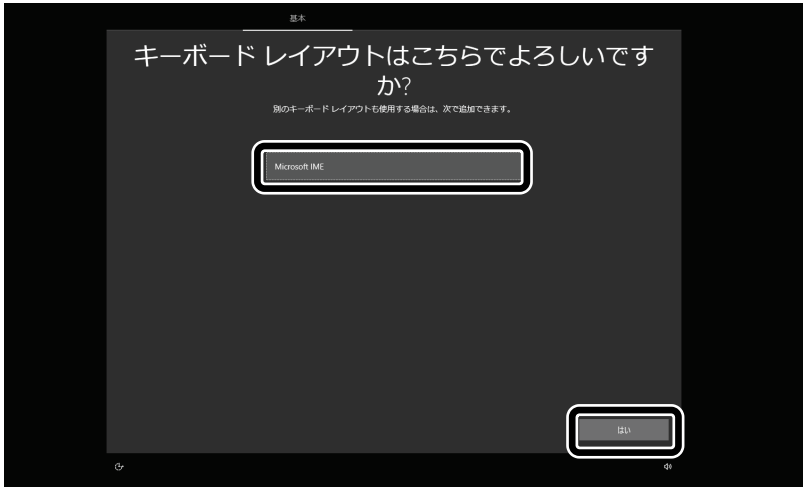 基本
キーボード レイアウトはこちらでよろしいです
か?
別のキーボード レイアウトも使用する場合は、次で追加できます。
Microsoft IME
はい